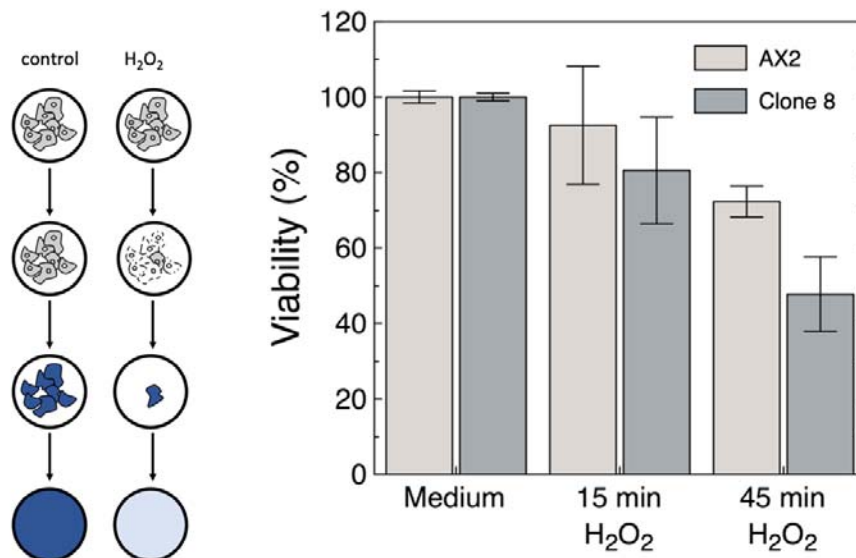 control H₂O₂
Viability (%)
120
100
80
60
40
20
0
AX2
Clone 8
Medium 15 min 45 min
H₂O₂ H₂O₂